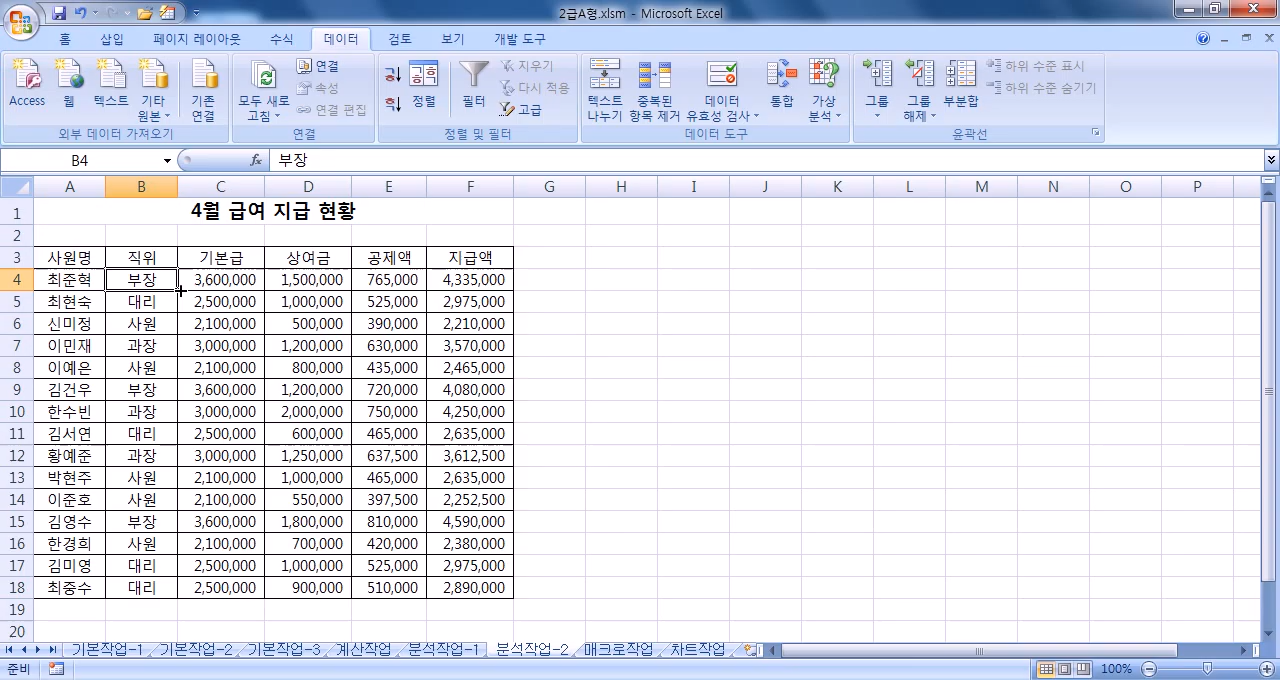 2급A형.xlsm - Microsoft Excel
홈 삽입 페이지 레이아웃 수식 데이터 검토 보기 개발 도구
Access 웹 텍스트 기타 원본 기존 연결
외부 데이터 가져오기
모두 새로 고침 연결 속성 연결 편집
연결
정렬 필터 지우기 다시 적용 고급
정렬 및 필터
텍스트 나누기 중복된 항목 제거 데이터 유효성 검사 통합 가상 분석
데이터 도구
그룹 그룹 해제 부분합 하위 수준 표시 하위 수준 숨기기
윤곽선
B4 fx 부장
A B C D E F G H I J K L M N O P
1 4월 급여 지급 현황
2
3 사원명 직위 기본급 상여금 공제액 지급액
4 최준혁 부장 3,600,000 1,500,000 765,000 4,335,000
5 최현숙 대리 2,500,000 1,000,000 525,000 2,975,000
6 신미정 사원 2,100,000 500,000 390,000 2,210,000
7 이민재 과장 3,000,000 1,200,000 630,000 3,570,000
8 이예은 사원 2,100,000 800,000 435,000 2,465,000
9 김건우 부장 3,600,000 1,200,000 720,000 4,080,000
10 한수빈 과장 3,000,000 2,000,000 750,000 4,250,000
11 김서연 대리 2,500,000 600,000 465,000 2,635,000
12 황예준 과장 3,000,000 1,250,000 637,500 3,612,500
13 박현주 사원 2,100,000 1,000,000 465,000 2,635,000
14 이준호 사원 2,100,000 550,000 397,500 2,252,500
15 김영수 부장 3,600,000 1,800,000 810,000 4,590,000
16 한경희 사원 2,100,000 700,000 420,000 2,380,000
17 김미영 대리 2,500,000 1,000,000 525,000 2,975,000
18 최중수 대리 2,500,000 900,000 510,000 2,890,000
19
20
기본작업-1 기본작업-2 기본작업-3 계산작업 분석작업-1 분석작업-2 매크로작업 차트작업
준비 100%